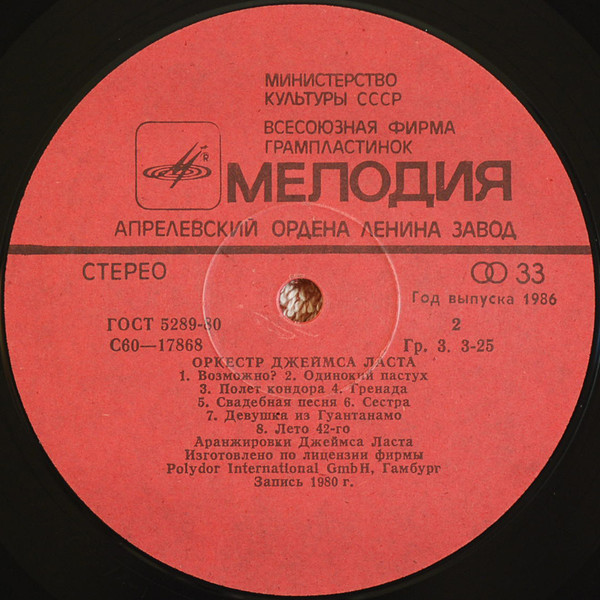 МИНИСТЕРСТВО
КУЛЬТУРЫ СССР
ВСЕСОЮЗНАЯ ФИРМА
ГРАМПЛАСТИНОК
R
МЕЛОДИЯ
АПРЕЛЕВСКИЙ ОРДЕНА ЛЕНИНА ЗАВОД
СТЕРЕО 33
Год выпуска 1986
ГОСТ 5289-80 2
С60—17868 Гр. 3. 3-25
ОРКЕСТР ДЖЕЙМСА ЛАСТА
1. Возможно? 2. Одинокий пастух
3. Полет кондора 4. Гренада
5. Свадебная песня 6. Сестра
7. Девушка из Гуантанамо
8. Лето 42-го
Аранжировки Джеймса Ласта
Изготовлено по лицензии фирмы
Polydor International GmbH, Гамбург
Запись 1980 г.